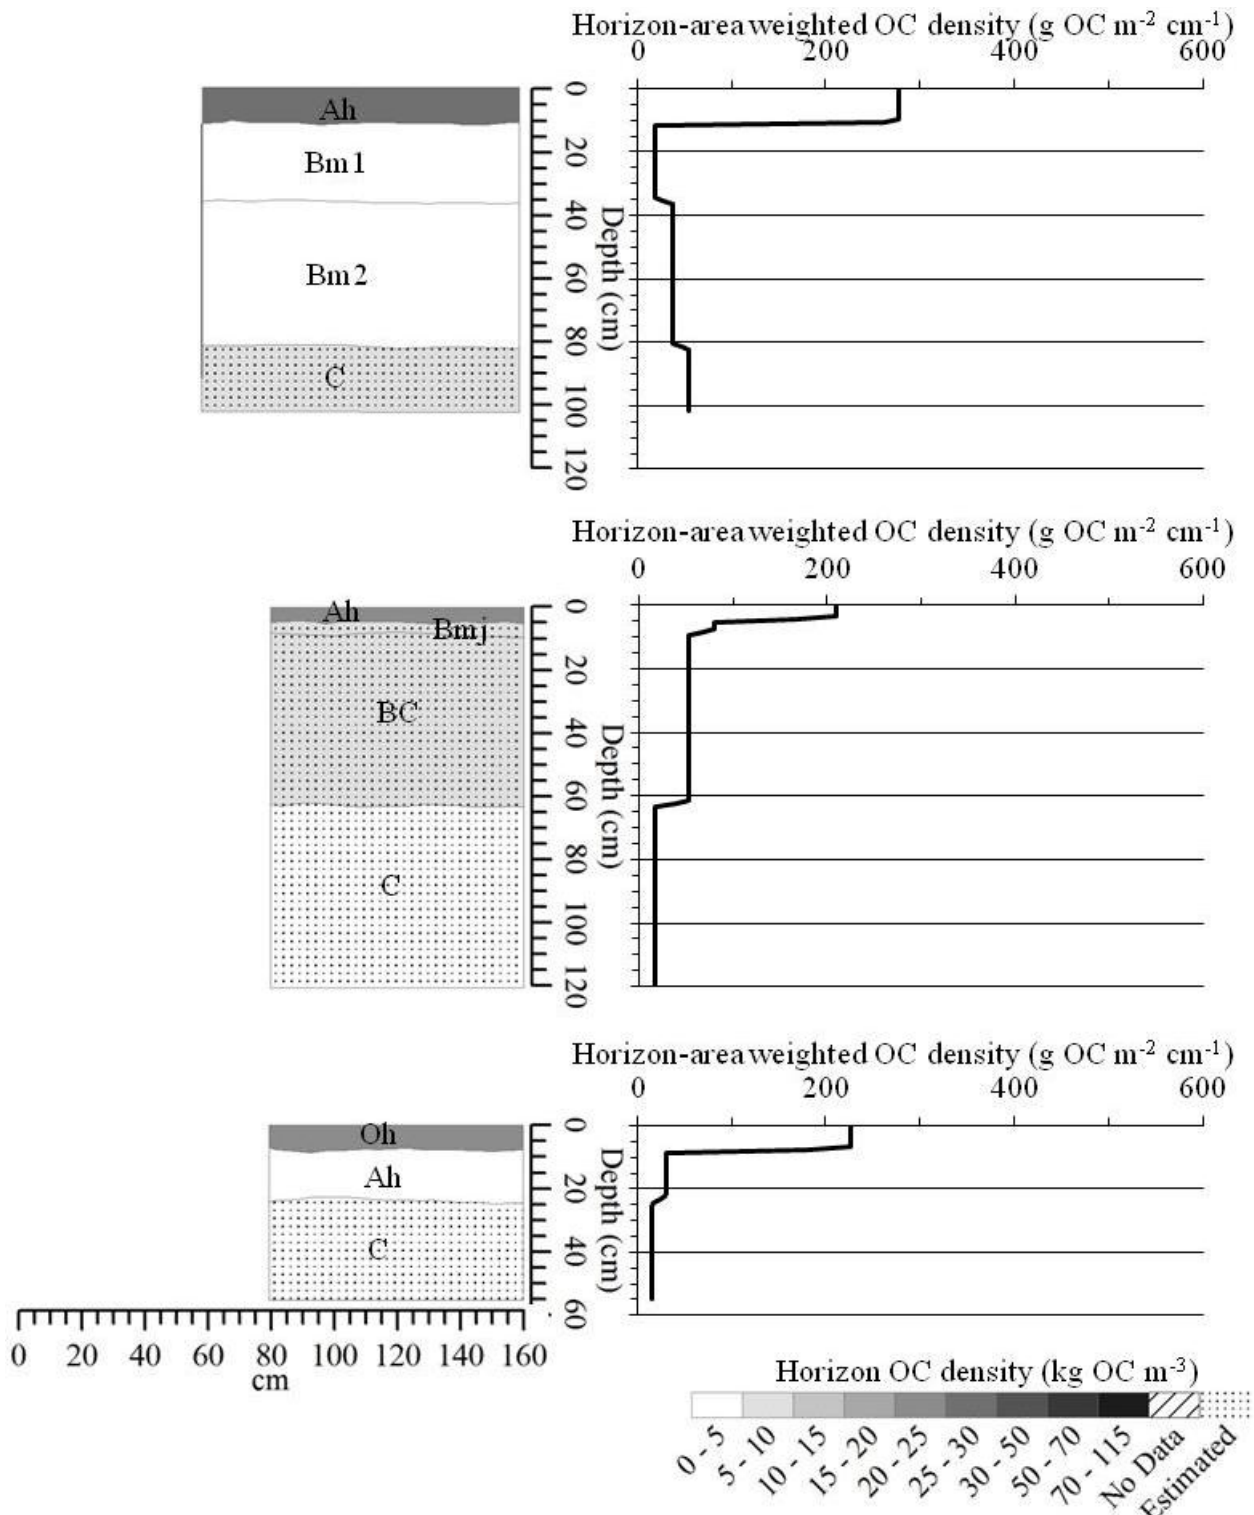 Horizon-area weighted OC density (g OC m-2 cm-1)
0 200 400 600
Ah
Bm1
Bm2
C
0 20 40 60 80 100 120
Depth (cm)
Horizon-area weighted OC density (g OC m-2 cm-1)
0 200 400 600
Ah
Bmj
BC
C
0 20 40 60 80 100 120
Depth (cm)
Horizon-area weighted OC density (g OC m-2 cm-1)
0 200 400 600
Oh
Ah
C
0 20 40 60
Depth (cm)
0 20 40 60 80 100 120 140 160
cm
Horizon OC density (kg OC m-3)
0 - 5
5 - 10
10 - 15
15 - 20
20 - 25
25 - 30
30 - 50
50 - 70
70 - 115
No Data
Estimated